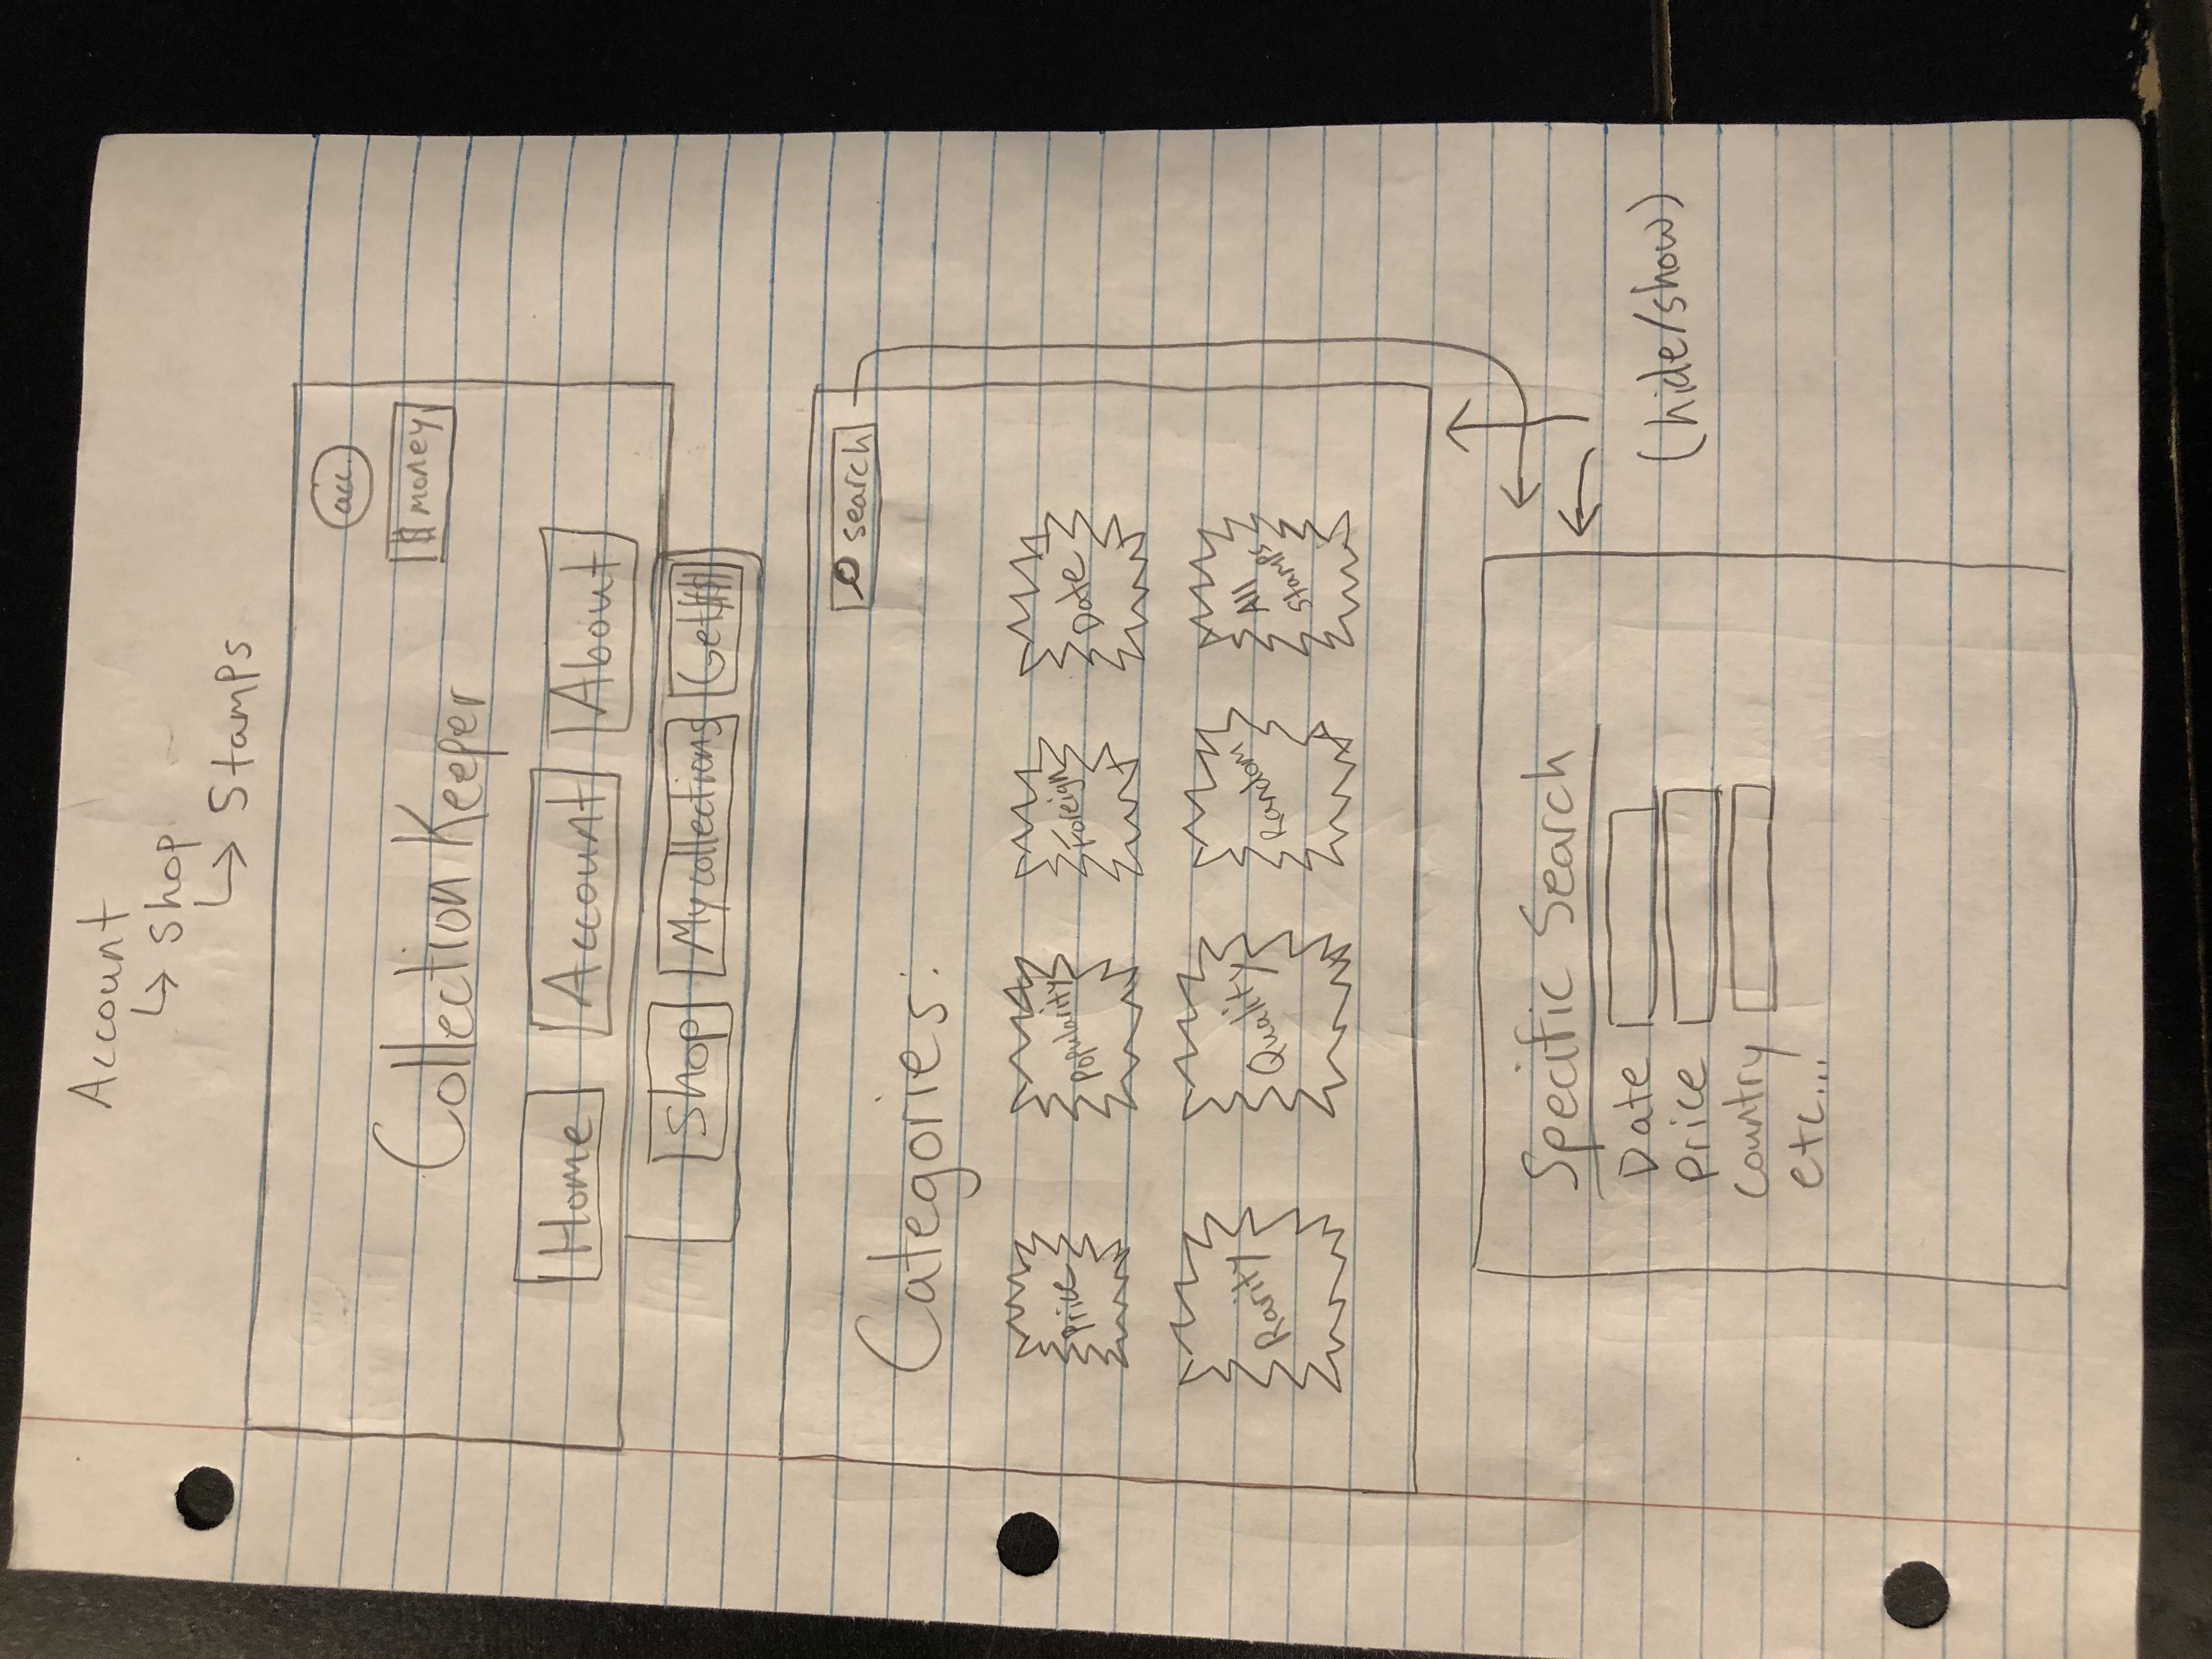 Account
↳ Shop
↳ Stamps
acc.
$ money
Collection Keeper
Home Account About
Shop My collections Get $$$
search
Categories:
Price Popularity Foreign Date
Rarity Quality Random All Stamps
Specific Search
Date
Price
Country
etc...
(hide/show)